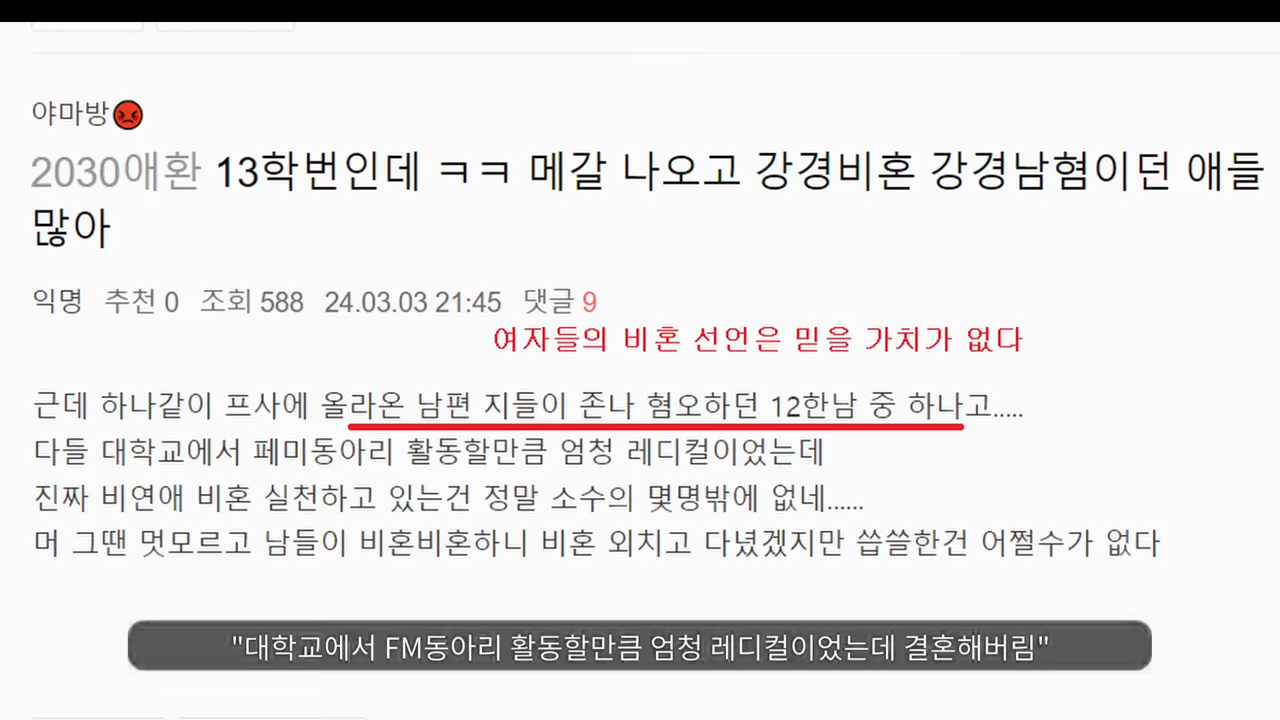 야마방😡
2030애환 13학번인데 ㅋㅋ 메갈 나오고 강경비혼 강경남혐이던 애들
많아
익명 추천 0 조회 588 24.03.03 21:45 댓글 9
여자들의 비혼 선언은 믿을 가치가 없다
근데 하나같이 프사에 올라온 남편 지들이 존나 혐오하던 12한남 중 하나고.....
다들 대학교에서 페미동아리 활동할만큼 엄청 레디컬이었는데
진짜 비연애 비혼 실천하고 있는건 정말 소수의 몇명밖에 없네......
머 그땐 멋모르고 남들이 비혼비혼하니 비혼 외치고 다녔겠지만 씁쓸한건 어쩔수가 없다
"대학교에서 FM동아리 활동할만큼 엄청 레디컬이었는데 결혼해버림"